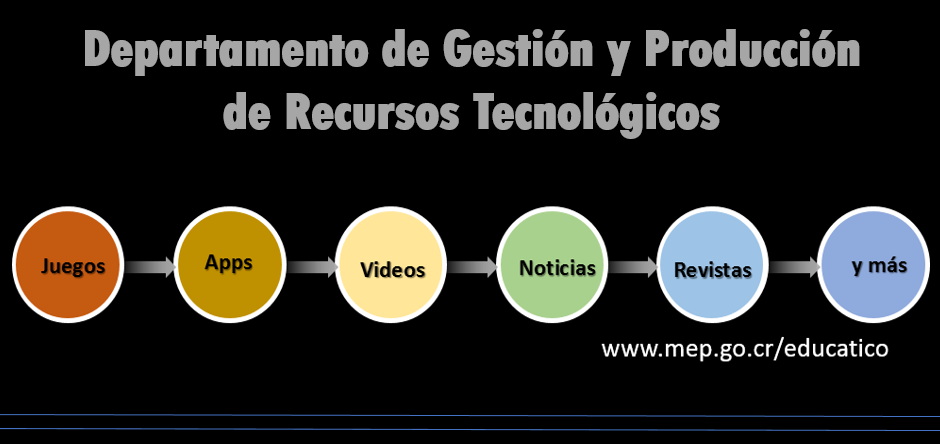 Departamento de Gestión y Producción
de Recursos Tecnológicos
Juegos
Apps
Videos
Noticias
Revistas
y más
www.mep.go.cr/educatico